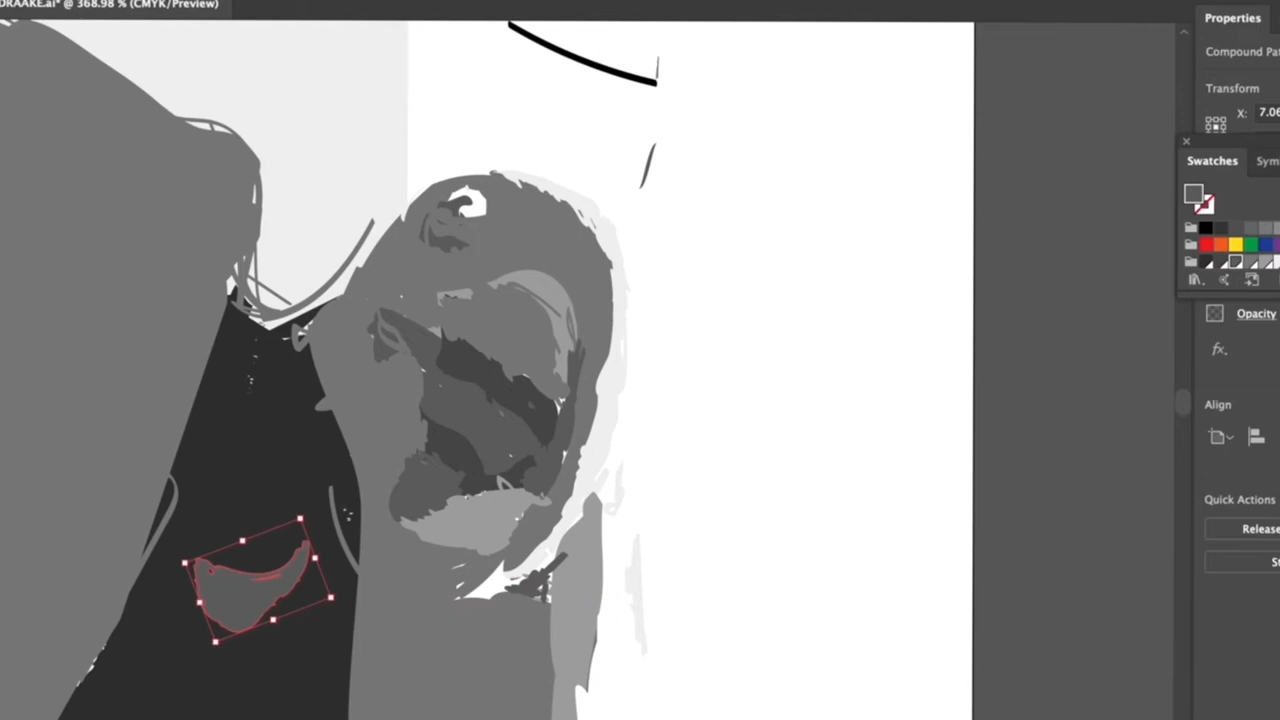 DRAAKE.ai* @ 368.98 % (CMYK/Preview)
Properties
Compound Pat
Transform
X: 7.06
Swatches Sym
Opacity
fx.
Align
Quick Actions
Release